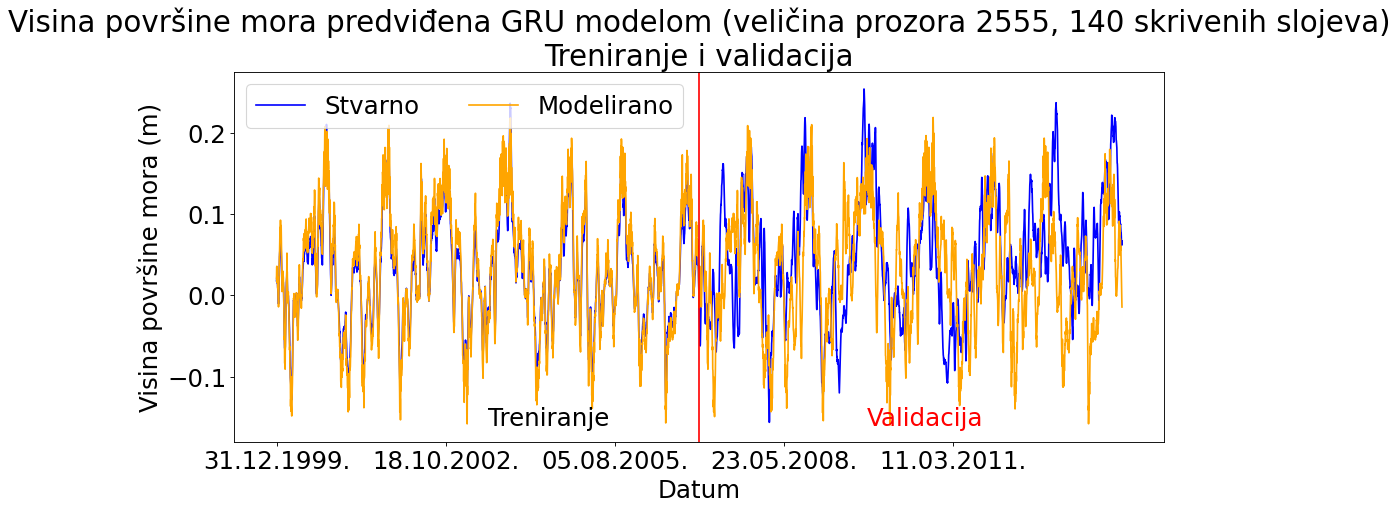 Visina površine mora predviđena GRU modelom (veličina prozora 2555, 140 skrivenih slojeva)
Treniranje i validacija
Stvarno
Modelirano
Visina površine mora (m)
0.2
0.1
0.0
−0.1
Treniranje
Validacija
31.12.1999.
18.10.2002.
05.08.2005.
23.05.2008.
11.03.2011.
Datum